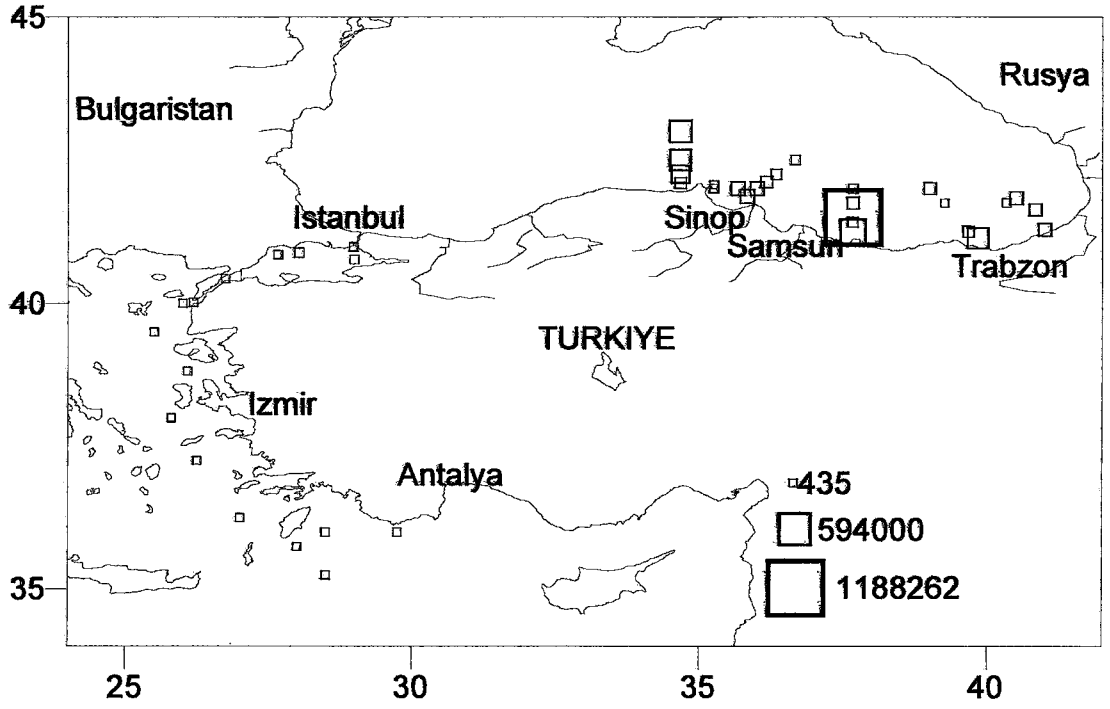 45
Rusya
Bulgaristan
Istanbul
Sinop
Samsun
Trabzon
40
TURKIYE
Izmir
Antalya
435
594000
35
1188262
25
30
35
40